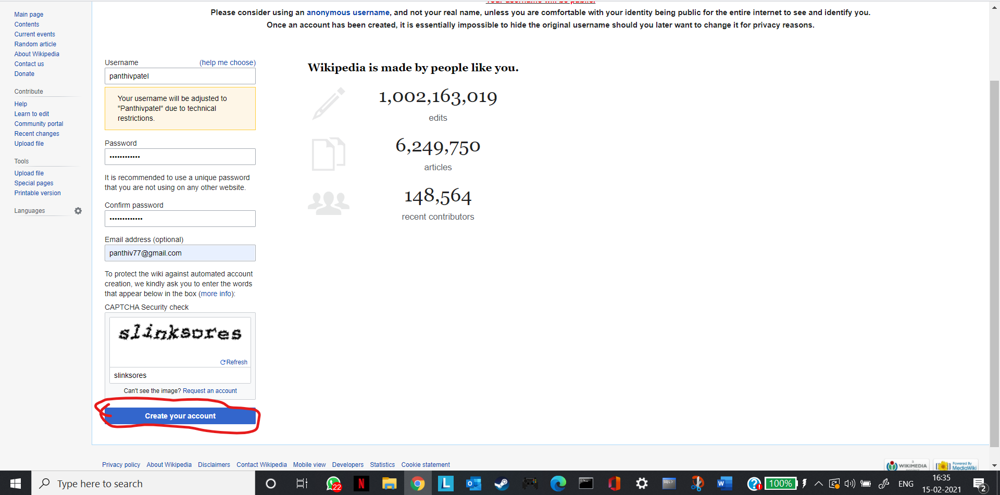 Your username will be public.
Please consider using an anonymous username, and not your real name, unless you are comfortable with your identity being public for the entire internet to see and identify you.
Once an account has been created, it is essentially impossible to hide the original username should you later want to change it for privacy reasons.
Main page
Contents
Current events
Random article
About Wikipedia
Contact us
Donate
Contribute
Help
Learn to edit
Community portal
Recent changes
Upload file
Tools
Upload file
Special pages
Printable version
Languages
Username (help me choose)
panthivpatel
Your username will be adjusted to
"Panthivpatel" due to technical
restrictions.
Password
••••••••••••
It is recommended to use a unique password
that you are not using on any other website.
Confirm password
•••••••••••••
Email address (optional)
panthiv77@gmail.com
To protect the wiki against automated account
creation, we kindly ask you to enter the words
that appear below in the box (more info):
CAPTCHA Security check
slinksores
Refresh
slinksores
Can't see the image? Request an account
Create your account
Wikipedia is made by people like you.
1,002,163,019
edits
6,249,750
articles
148,564
recent contributors
Privacy policy About Wikipedia Disclaimers Contact Wikipedia Mobile view Developers Statistics Cookie statement
A
WIKIMEDIA
Powered By
MediaWiki
Type here to search
22
N
L
SQL>
W
100%
ENG
16:35
15-02-2021
2